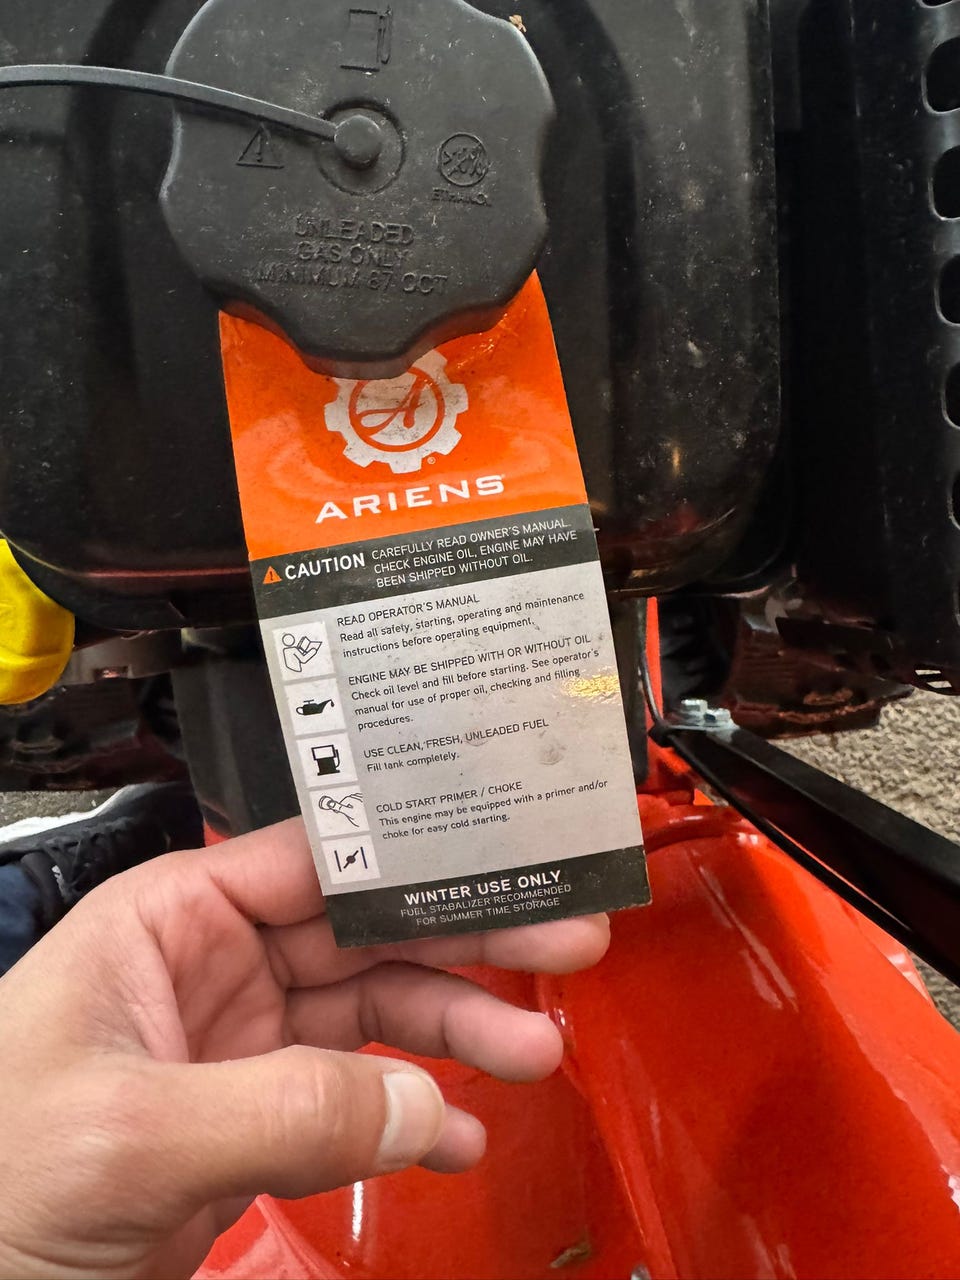 ETHANOL
UNLEADED
GAS ONLY
MINIMUM 87 OCT
ARIENS®
CAUTION CAREFULLY READ OWNER'S MANUAL.
CHECK ENGINE OIL, ENGINE MAY HAVE
BEEN SHIPPED WITHOUT OIL.
READ OPERATOR'S MANUAL
Read all safety, starting, operating and maintenance
instructions before operating equipment.
ENGINE MAY BE SHIPPED WITH OR WITHOUT OIL
Check oil level and fill before starting. See operator's
manual for use of proper oil, checking and filling
procedures.
USE CLEAN, FRESH, UNLEADED FUEL
Fill tank completely.
COLD START PRIMER / CHOKE
This engine may be equipped with a primer and/or
choke for easy cold starting.
WINTER USE ONLY
FUEL STABALIZER RECOMMENDED
FOR SUMMER TIME STORAGE